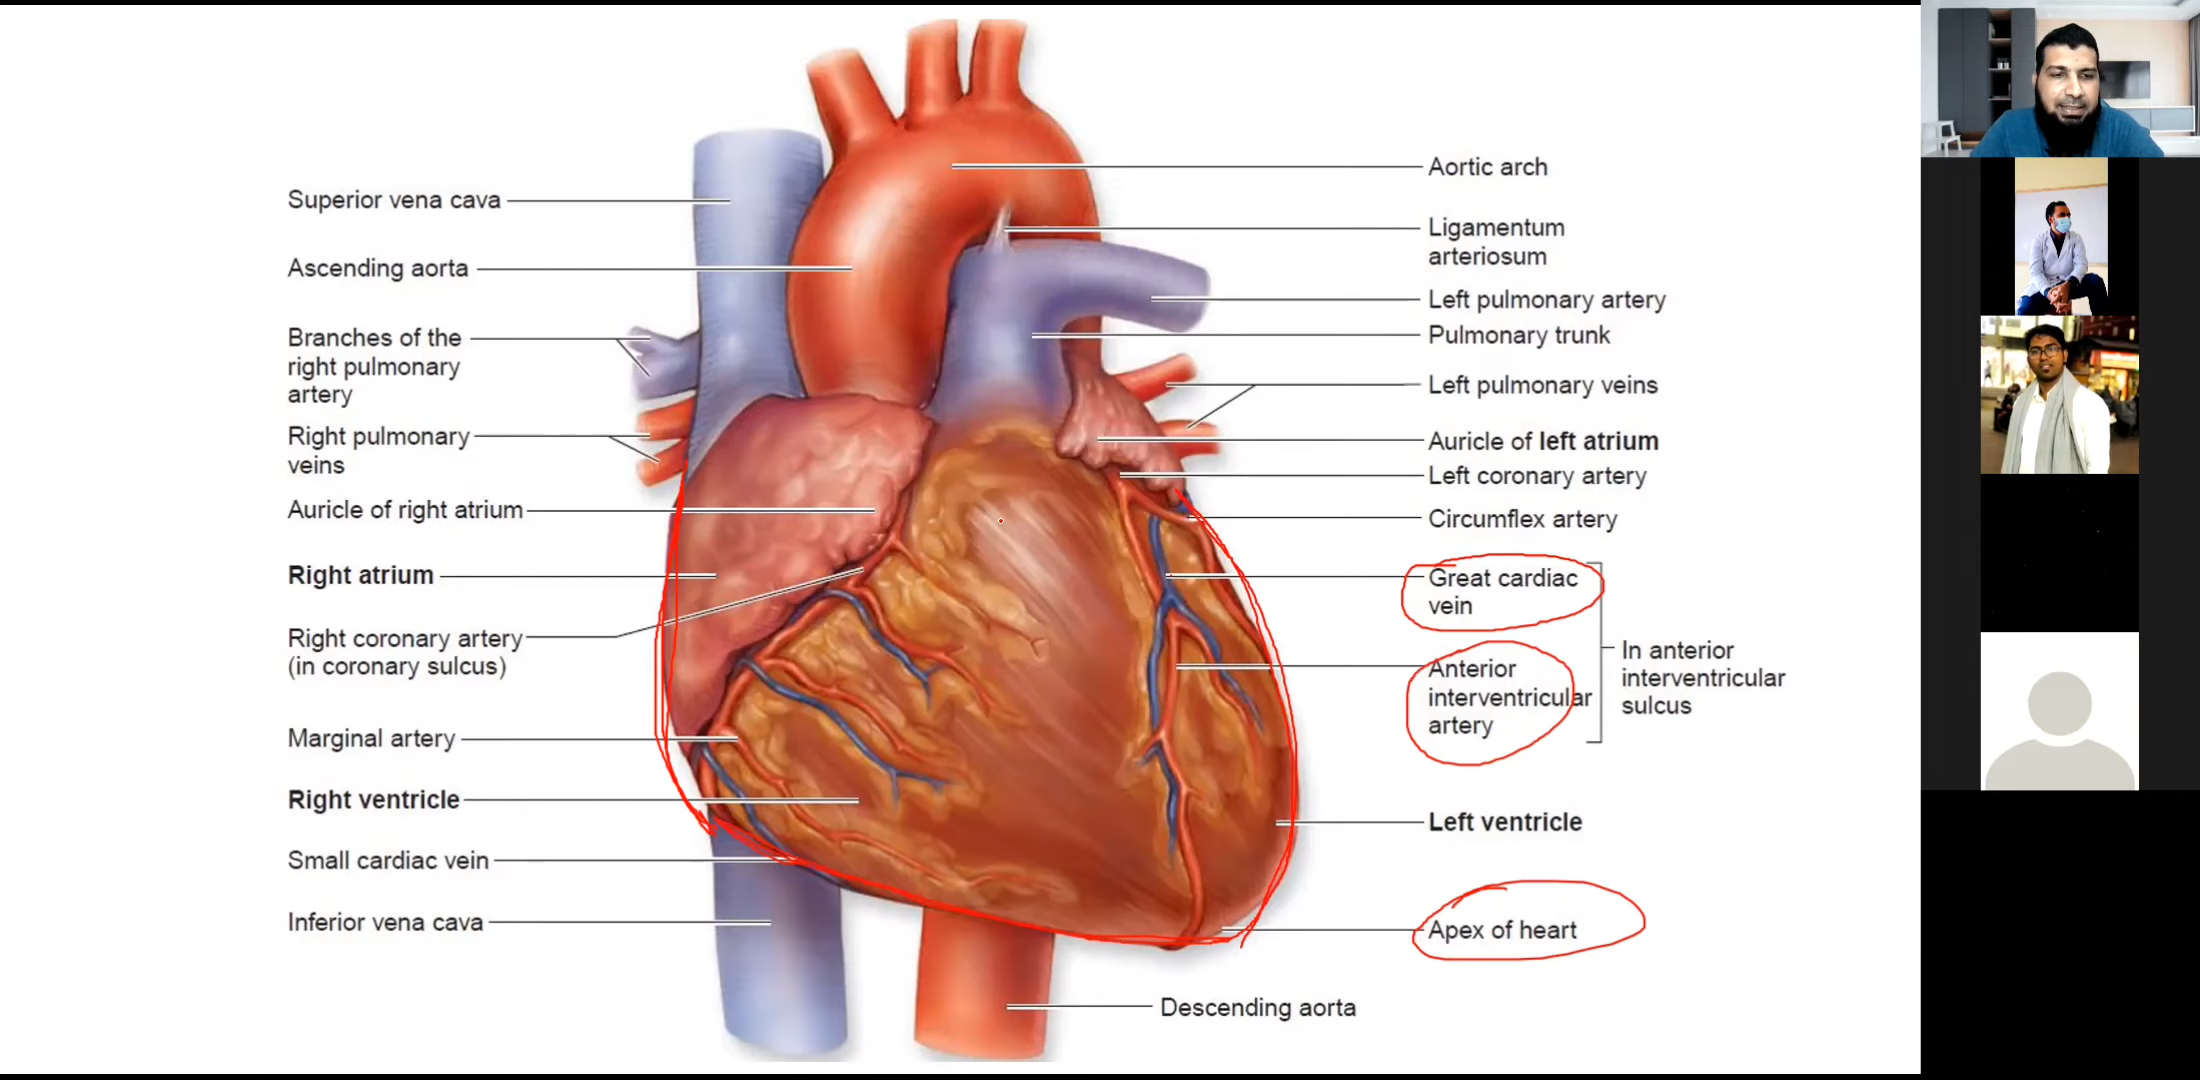 Superior vena cava
Ascending aorta
Branches of the
right pulmonary
artery
Right pulmonary
veins
Auricle of right atrium
Right atrium
Right coronary artery
(in coronary sulcus)
Marginal artery
Right ventricle
Small cardiac vein
Inferior vena cava
Aortic arch
Ligamentum
arteriosum
Left pulmonary artery
Pulmonary trunk
Left pulmonary veins
Auricle of left atrium
Left coronary artery
Circumflex artery
Great cardiac
vein
Anterior
interventricular
artery
In anterior
interventricular
sulcus
Left ventricle
Apex of heart
Descending aorta